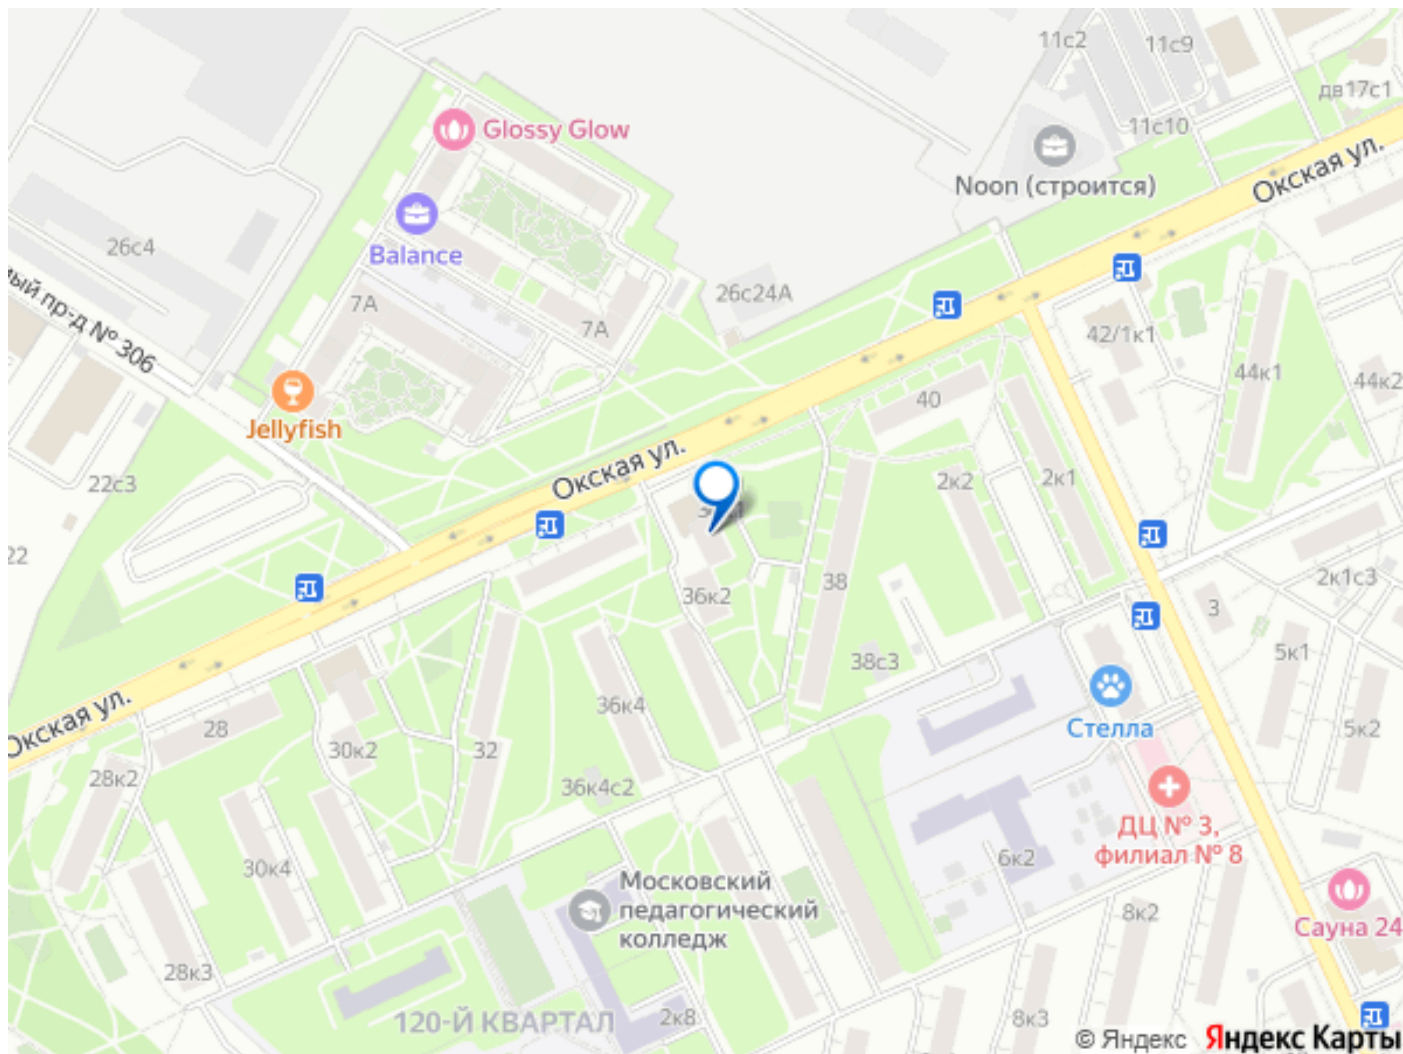 11с2
11с9
дв17с1
Glossy Glow
11с10
Окская ул.
Noon (строится)
26с4
Balance
ый пр-д № 306
7А
26с24А
7А
42/1к1
44к1
44к2
40
Jellyfish
Окская ул.
22с3
2к2
2к1
22
38
2к1с3
36к2
3
5к1
38с3
Окская ул.
28
36к4
Стелла
30к2
32
5к2
28к2
36к4с2
ДЦ № 3,
филиал № 8
30к4
6к2
Московский
педагогический
колледж
8к2
Сауна 24
28к3
120-Й КВАРТАЛ
2к8
8к3
© Яндекс Яндекс Карты